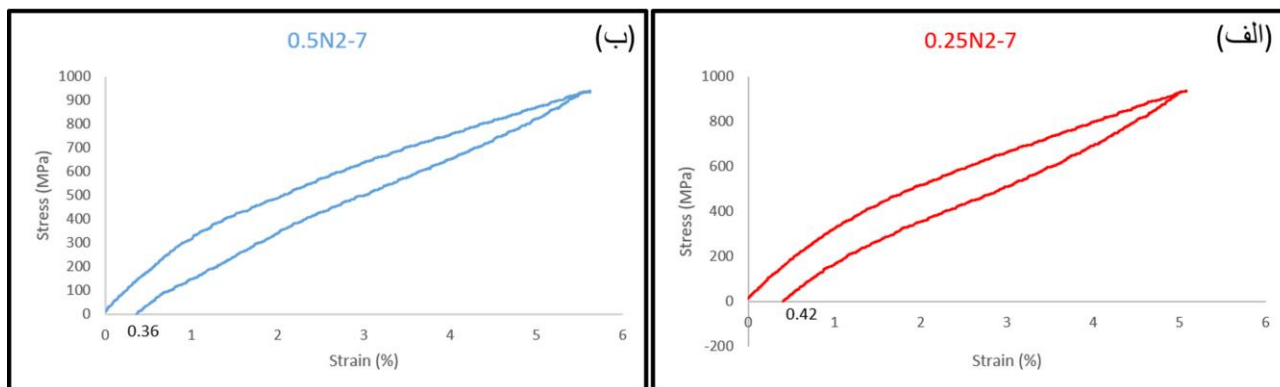 (الف)
0.25N2-7
Stress (MPa)
1000
800
600
400
200
0
-200
0.42
0 1 2 3 4 5 6
Strain (%)
(ب)
0.5N2-7
Stress (MPa)
1000
900
800
700
600
500
400
300
200
100
0
0.36
0 1 2 3 4 5 6
Strain (%)